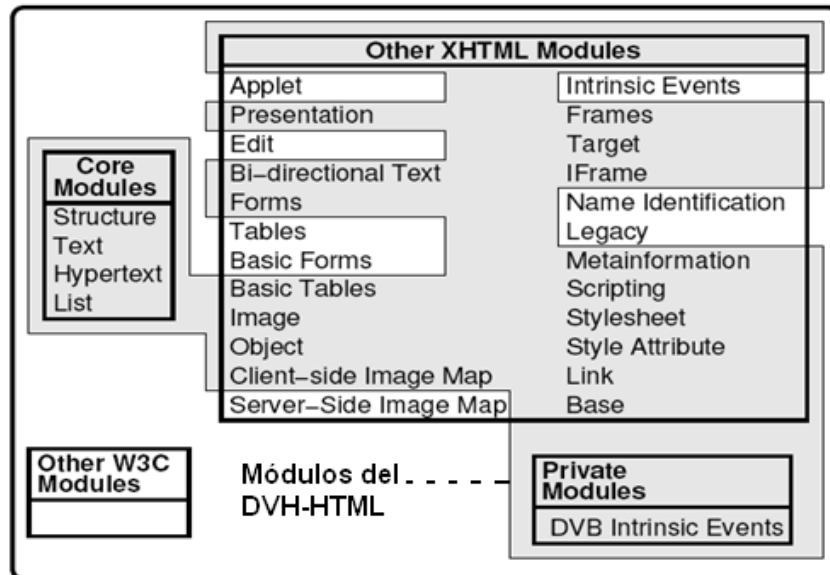 Other XHTML Modules
Applet
Presentation
Edit
Bi-directional Text
Forms
Tables
Basic Forms
Basic Tables
Image
Object
Client-side Image Map
Server-Side Image Map
Intrinsic Events
Frames
Target
IFrame
Name Identification
Legacy
Metainformation
Scripting
Stylesheet
Style Attribute
Link
Base
Core
Modules
Structure
Text
Hypertext
List
Other W3C
Modules
Módulos del
DVH-HTML
Private
Modules
DVB Intrinsic Events